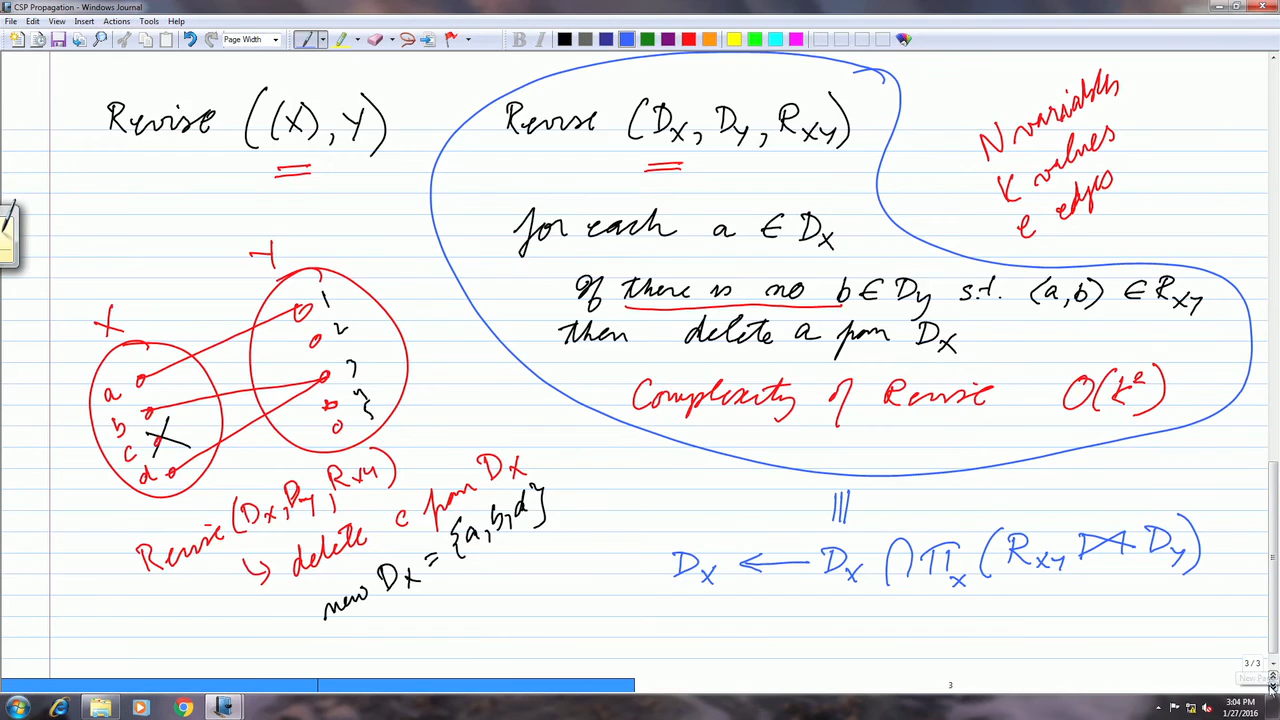 CSP Propagation - Windows Journal
File Edit View Insert Actions Tools Help
Page Width
B I U
Revise ((X), Y)
Revise (DX, DY, RXY)
for each a ∈ DX
if there is no b ∈ Dy s.t. (a,b) ∈ RXY
then delete a from DX
Complexity of Revise O(k²)
N variables
K values
e edges
X
a
b
c
d
Y
1
2
3
4
5
Revise (DX, Dy, RXY)
↳ delete c from DX
new DX = {a,b,d}
|||
DX ← DX ∩ πx (RXY ⋈ Dy)
3 / 3
New Pa
3
3:04 PM
1/27/2016